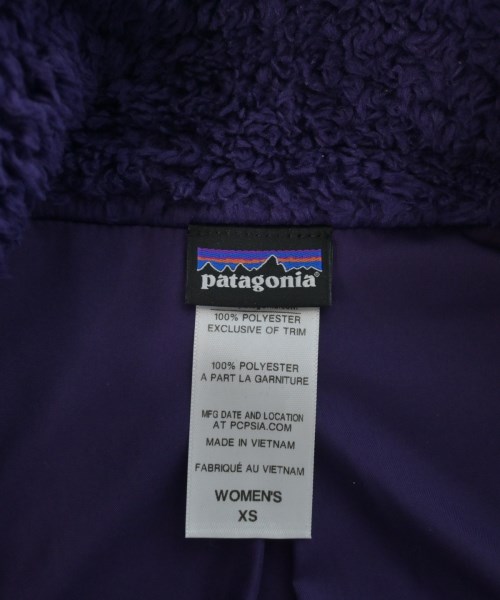 patagonia®
100% POLYESTER
EXCLUSIVE OF TRIM
100% POLYESTER
A PART LA GARNITURE
MFG DATE AND LOCATION
AT PCPSIA.COM
MADE IN VIETNAM
FABRIQUÉ AU VIETNAM
WOMEN'S
XS